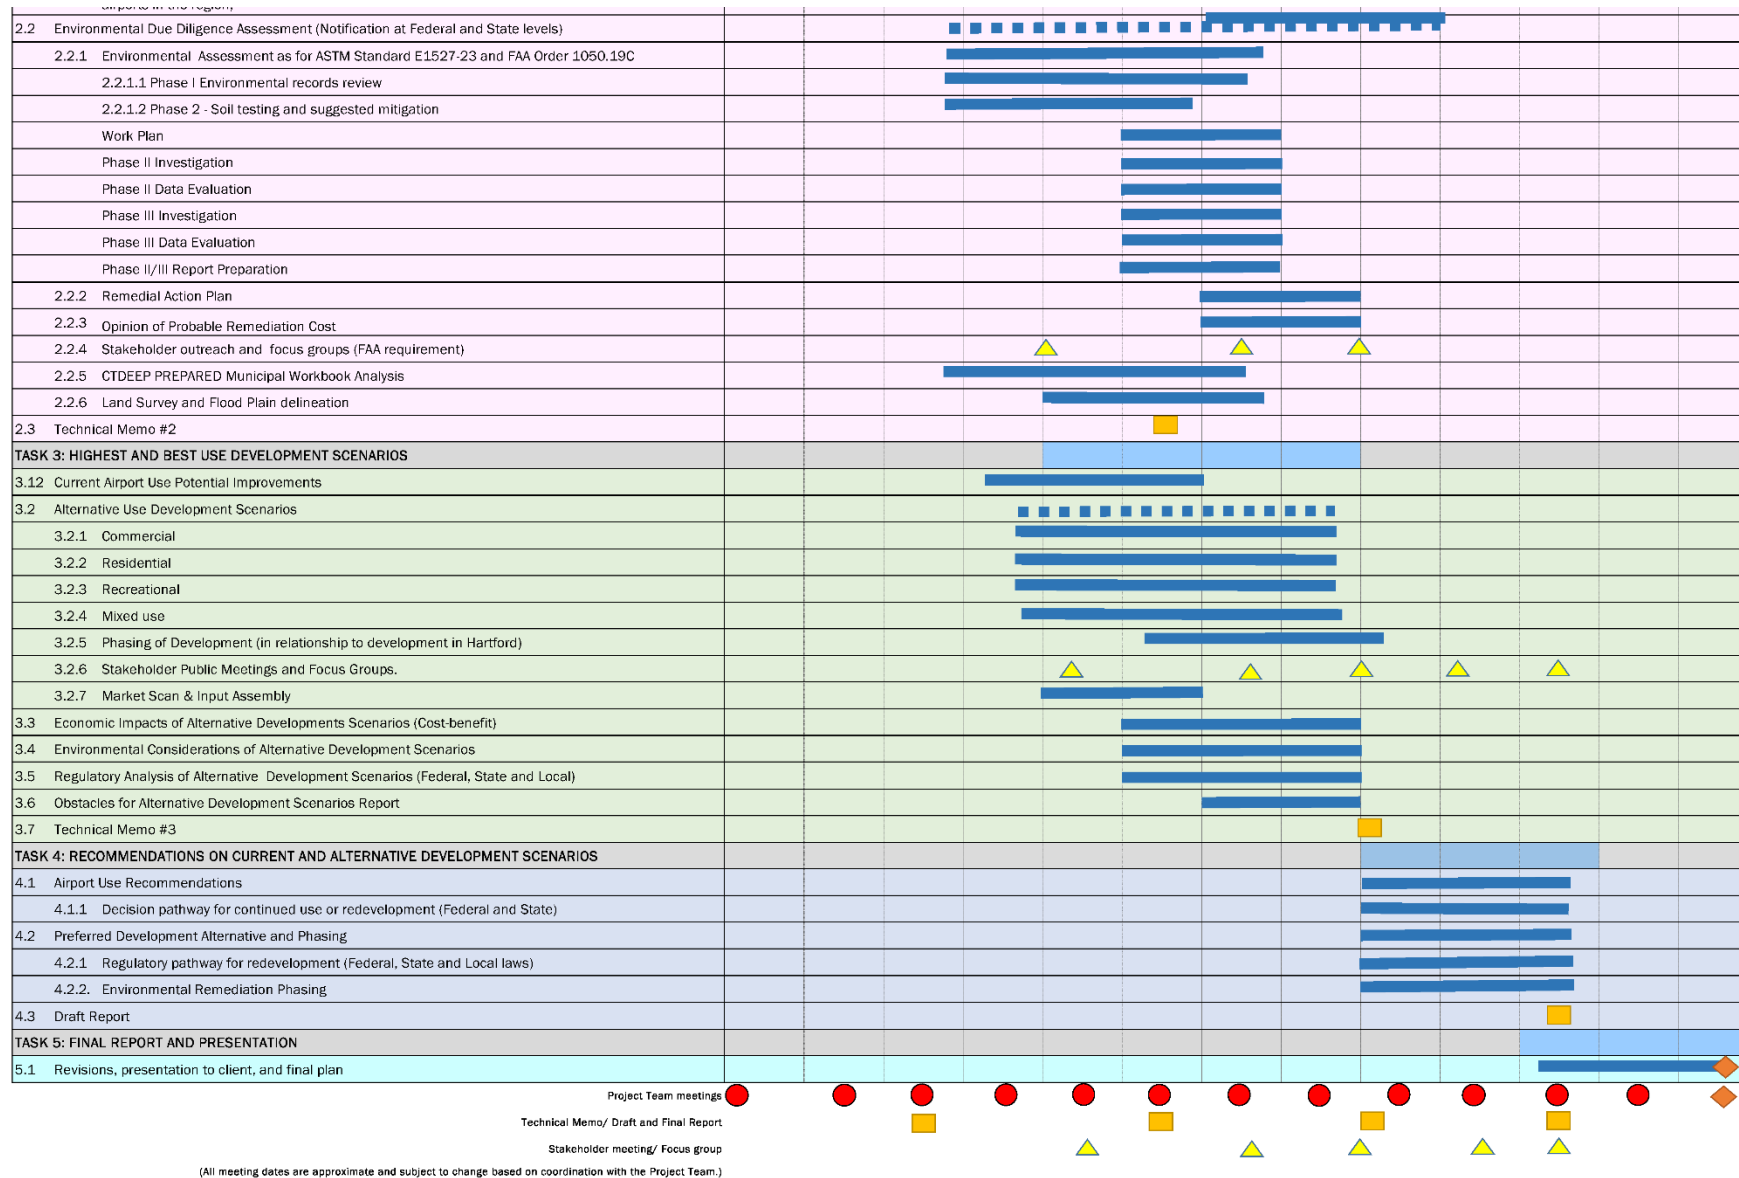 airports in the region,
2.2 Environmental Due Diligence Assessment (Notification at Federal and State levels)
2.2.1 Environmental Assessment as for ASTM Standard E1527-23 and FAA Order 1050.19C
2.2.1.1 Phase I Environmental records review
2.2.1.2 Phase 2 - Soil testing and suggested mitigation
Work Plan
Phase II Investigation
Phase II Data Evaluation
Phase III Investigation
Phase III Data Evaluation
Phase II/III Report Preparation
2.2.2 Remedial Action Plan
2.2.3 Opinion of Probable Remediation Cost
2.2.4 Stakeholder outreach and focus groups (FAA requirement)
2.2.5 CTDEEP PREPARED Municipal Workbook Analysis
2.2.6 Land Survey and Flood Plain delineation
2.3 Technical Memo #2
TASK 3: HIGHEST AND BEST USE DEVELOPMENT SCENARIOS
3.12 Current Airport Use Potential Improvements
3.2 Alternative Use Development Scenarios
3.2.1 Commercial
3.2.2 Residential
3.2.3 Recreational
3.2.4 Mixed use
3.2.5 Phasing of Development (in relationship to development in Hartford)
3.2.6 Stakeholder Public Meetings and Focus Groups.
3.2.7 Market Scan & Input Assembly
3.3 Economic Impacts of Alternative Developments Scenarios (Cost-benefit)
3.4 Environmental Considerations of Alternative Development Scenarios
3.5 Regulatory Analysis of Alternative Development Scenarios (Federal, State and Local)
3.6 Obstacles for Alternative Development Scenarios Report
3.7 Technical Memo #3
TASK 4: RECOMMENDATIONS ON CURRENT AND ALTERNATIVE DEVELOPMENT SCENARIOS
4.1 Airport Use Recommendations
4.1.1 Decision pathway for continued use or redevelopment (Federal and State)
4.2 Preferred Development Alternative and Phasing
4.2.1 Regulatory pathway for redevelopment (Federal, State and Local laws)
4.2.2. Environmental Remediation Phasing
4.3 Draft Report
TASK 5: FINAL REPORT AND PRESENTATION
5.1 Revisions, presentation to client, and final plan
Project Team meetings
Technical Memo/ Draft and Final Report
Stakeholder meeting/ Focus group
(All meeting dates are approximate and subject to change based on coordination with the Project Team.)